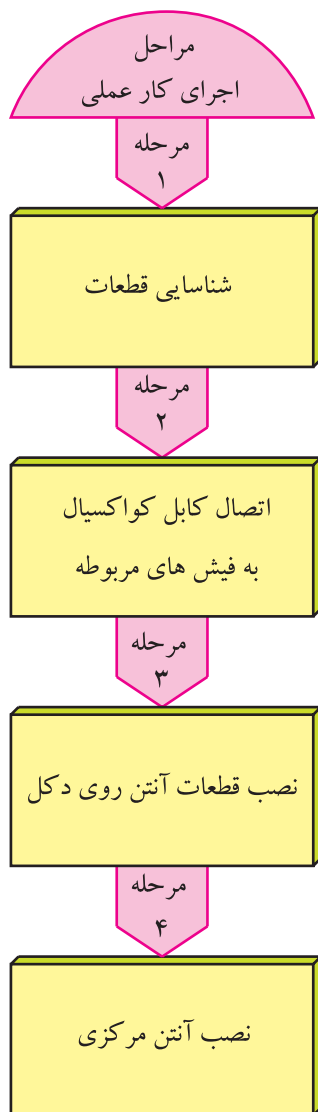 مراحل
اجرای کار عملی
مرحله
۱
شناسایی قطعات
مرحله
۲
اتصال کابل کواکسیال
به فیش های مربوطه
مرحله
۳
نصب قطعات آنتن روی دکل
مرحله
۴
نصب آنتن مرکزی